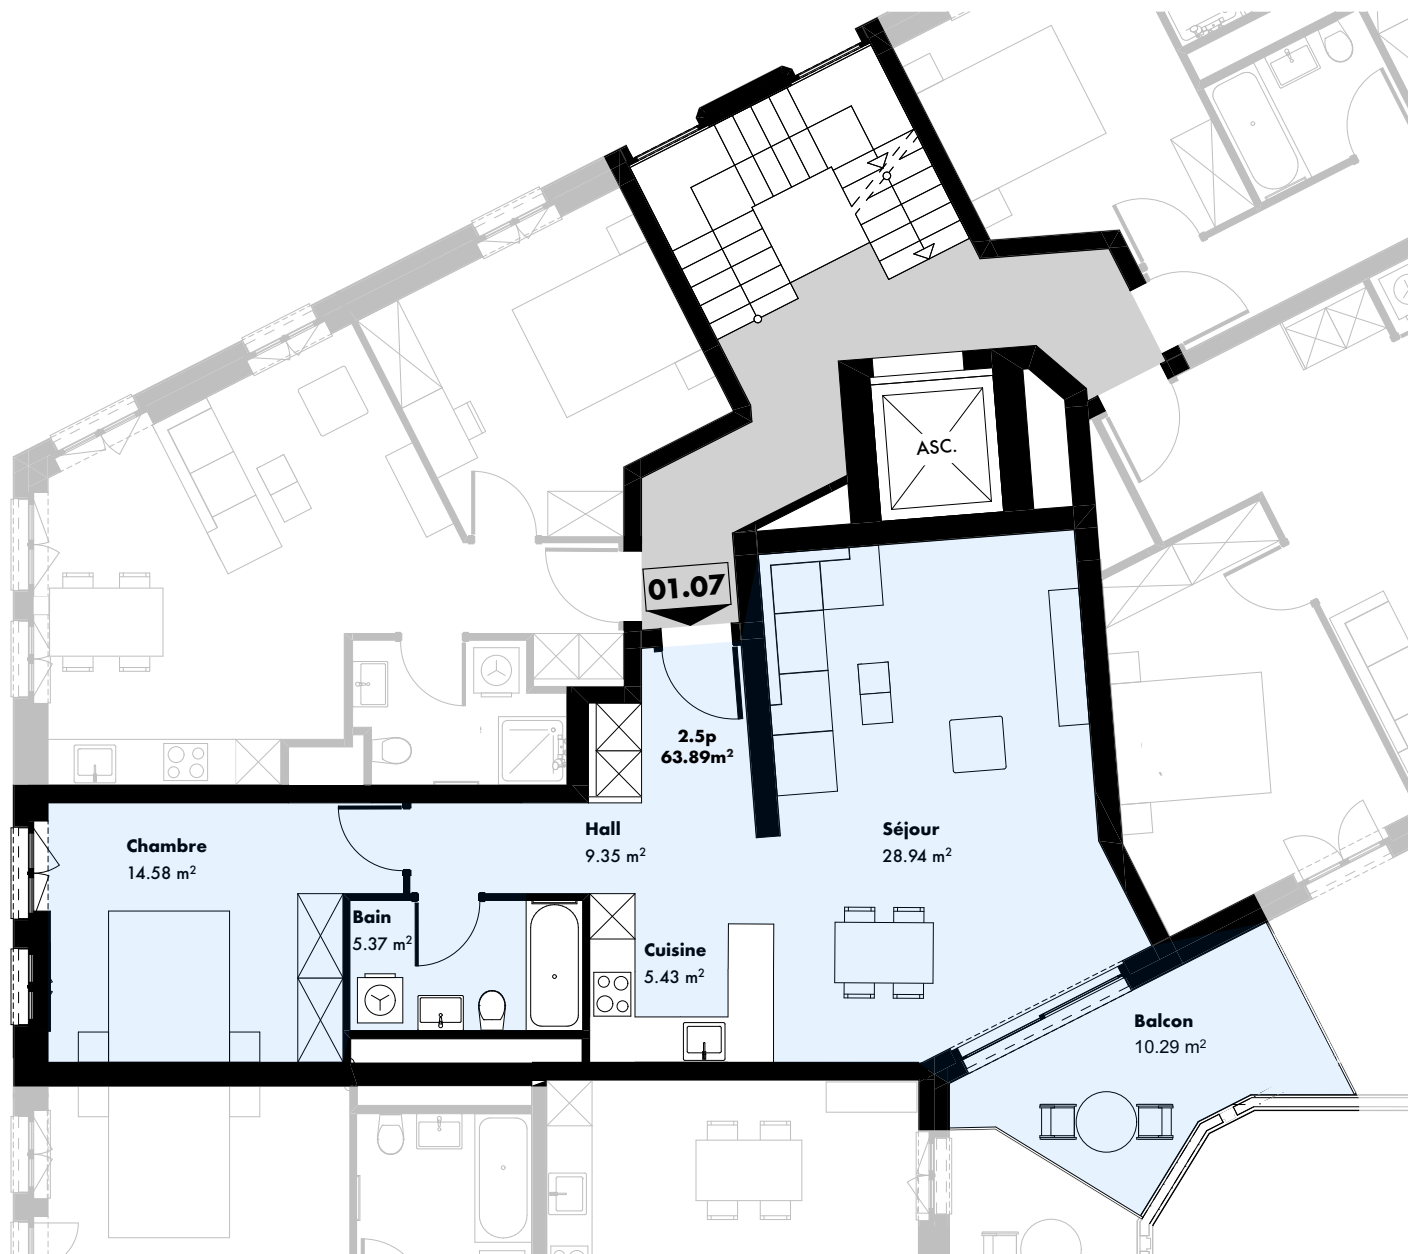 ASC.
01.07
2.5p
63.89m²
Hall
9.35 m²
Séjour
28.94 m²
Chambre
14.58 m²
Bain
5.37 m²
Cuisine
5.43 m²
Balcon
10.29 m²